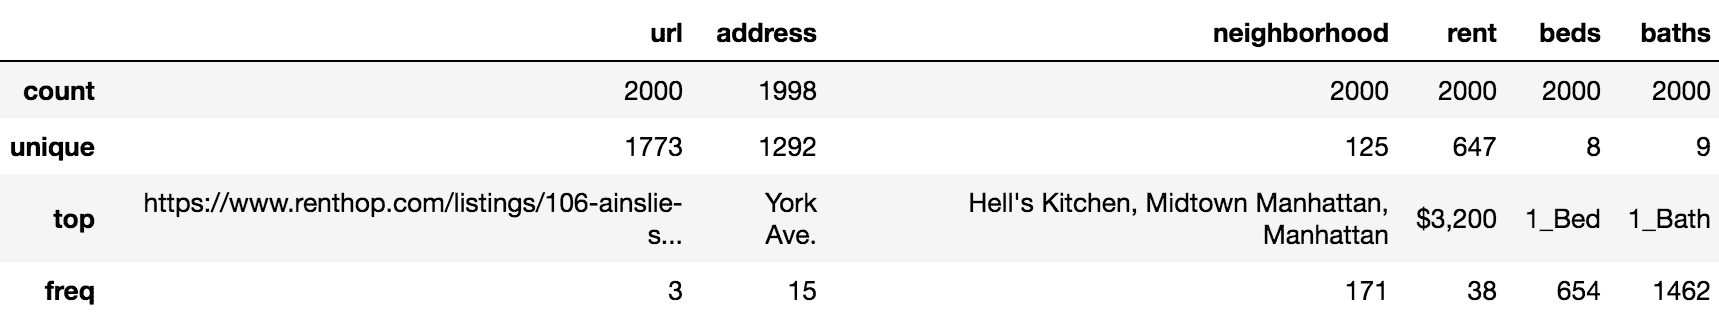 url address neighborhood rent beds baths
count 2000 1998 2000 2000 2000 2000
unique 1773 1292 125 647 8 9
top https://www.renthop.com/listings/106-ainslie-s... York Ave. Hell's Kitchen, Midtown Manhattan, Manhattan $3,200 1_Bed 1_Bath
freq 3 15 171 38 654 1462